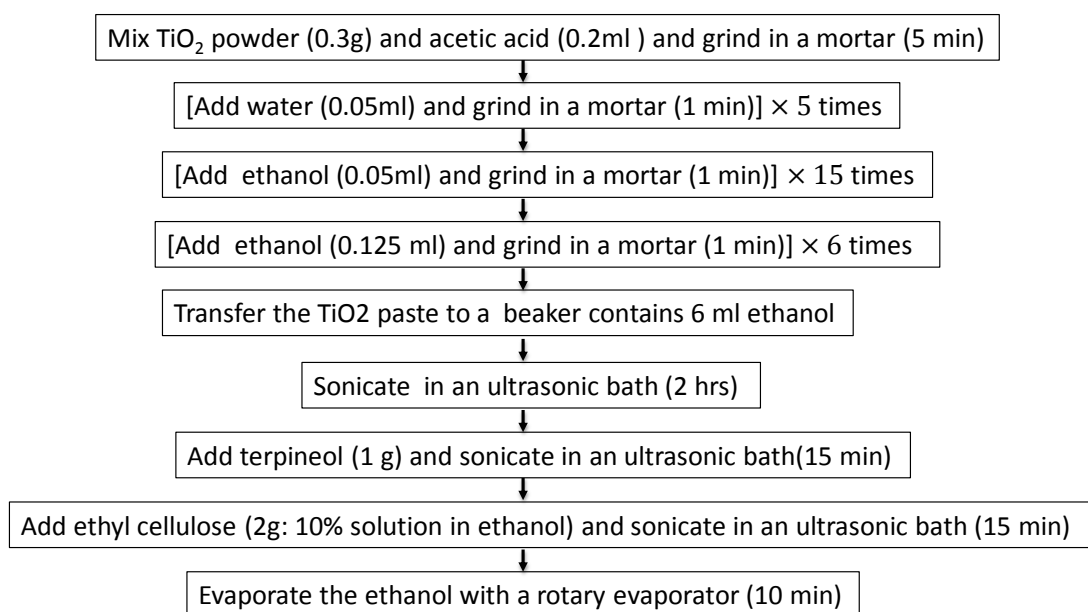 Mix TiO₂ powder (0.3g) and acetic acid (0.2ml ) and grind in a mortar (5 min)
[Add water (0.05ml) and grind in a mortar (1 min)] × 5 times
[Add  ethanol (0.05ml) and grind in a mortar (1 min)] × 15 times
[Add  ethanol (0.125 ml) and grind in a mortar (1 min)] × 6 times
Transfer the TiO2 paste to a  beaker contains 6 ml ethanol
Sonicate  in an ultrasonic bath (2 hrs)
Add terpineol (1 g) and sonicate in an ultrasonic bath(15 min)
Add ethyl cellulose (2g: 10% solution in ethanol) and sonicate in an ultrasonic bath (15 min)
Evaporate the ethanol with a rotary evaporator (10 min)